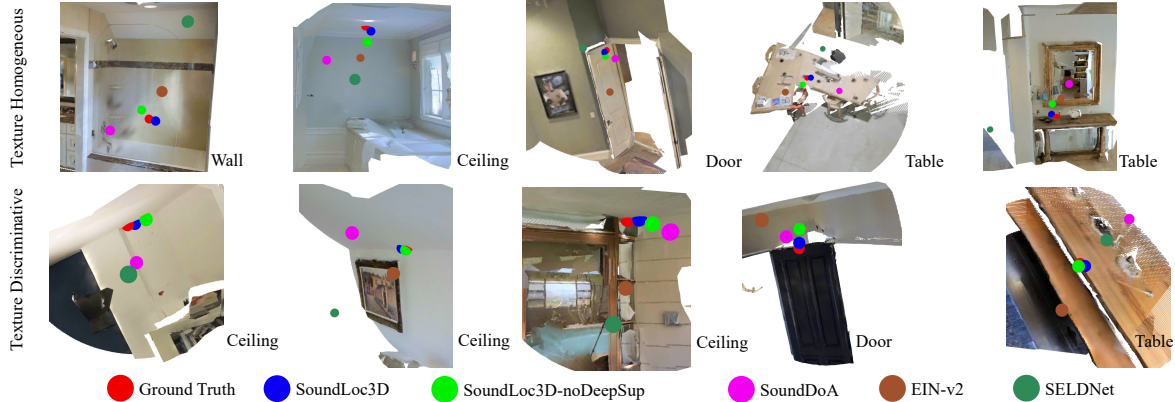 Texture Homogeneous
Wall
Ceiling
Door
Table
Table
Texture Discriminative
Ceiling
Ceiling
Ceiling
Door
Table
Ground Truth
SoundLoc3D
SoundLoc3D-noDeepSup
SoundDoA
EIN-v2
SELDNet